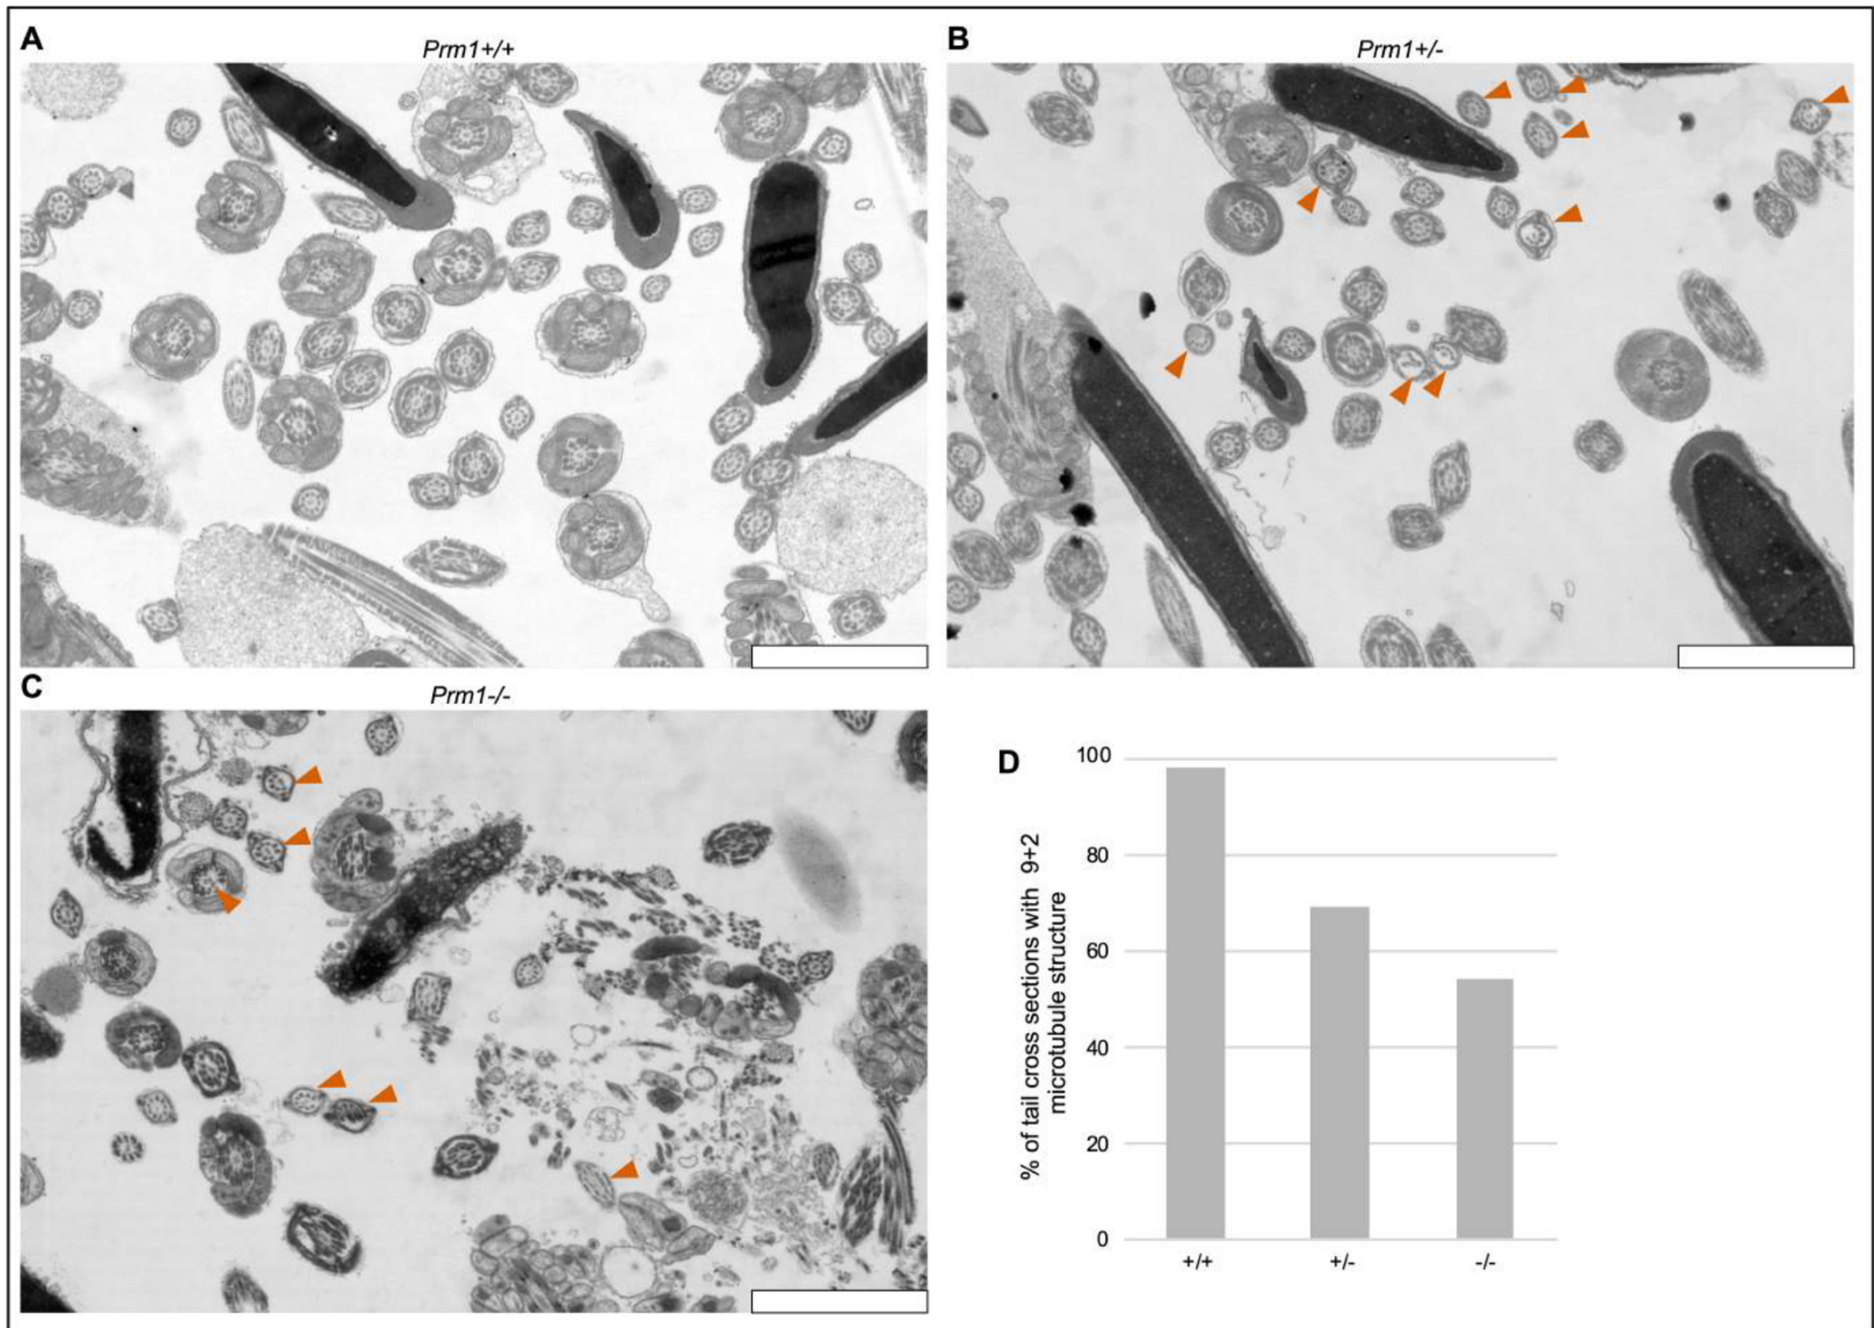 A
Prm1+/+
B
Prm1+/-
C
Prm1-/-
D
100
80
60
40
20
0
% of tail cross sections with 9+2
microtubule structure
+/+
+/-
-/-